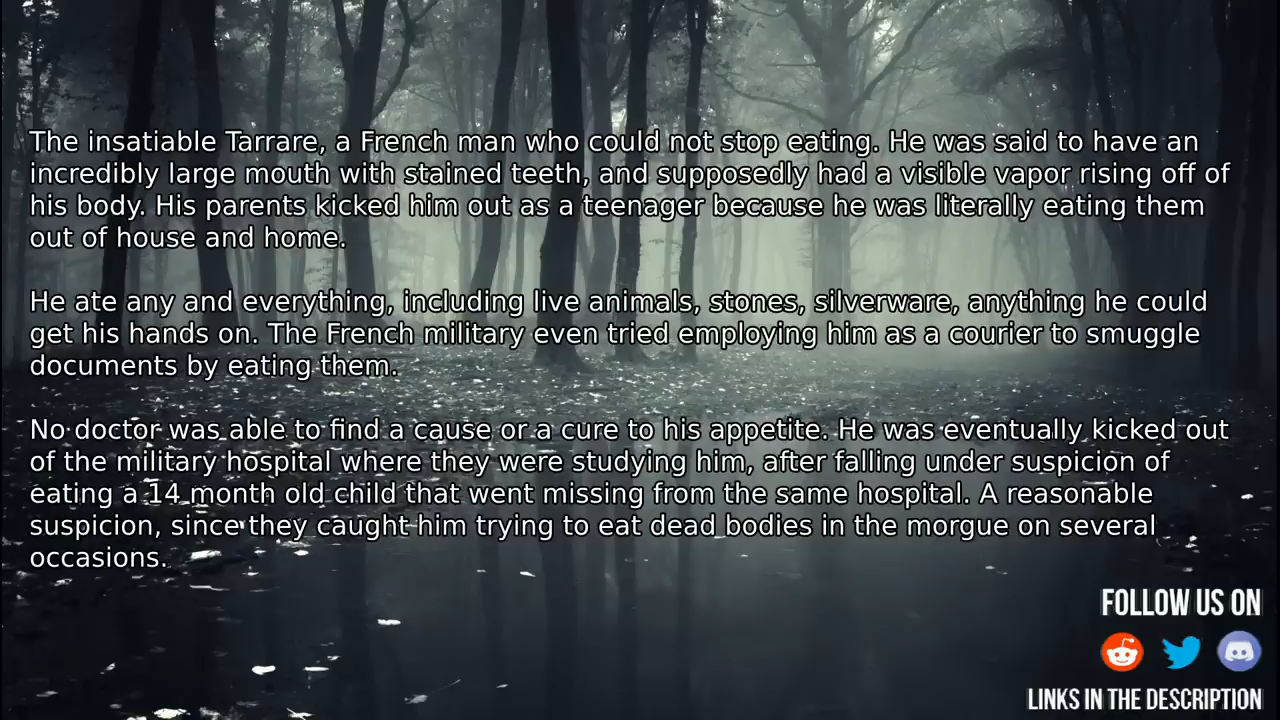 The insatiable Tarrare, a French man who could not stop eating. He was said to have an
incredibly large mouth with stained teeth, and supposedly had a visible vapor rising off of
his body. His parents kicked him out as a teenager because he was literally eating them
out of house and home.
He ate any and everything, including live animals, stones, silverware, anything he could
get his hands on. The French military even tried employing him as a courier to smuggle
documents by eating them.
No doctor was able to find a cause or a cure to his appetite. He was eventually kicked out
of the military hospital where they were studying him, after falling under suspicion of
eating a 14 month old child that went missing from the same hospital. A reasonable
suspicion, since they caught him trying to eat dead bodies in the morgue on several
occasions.
FOLLOW US ON
LINKS IN THE DESCRIPTION